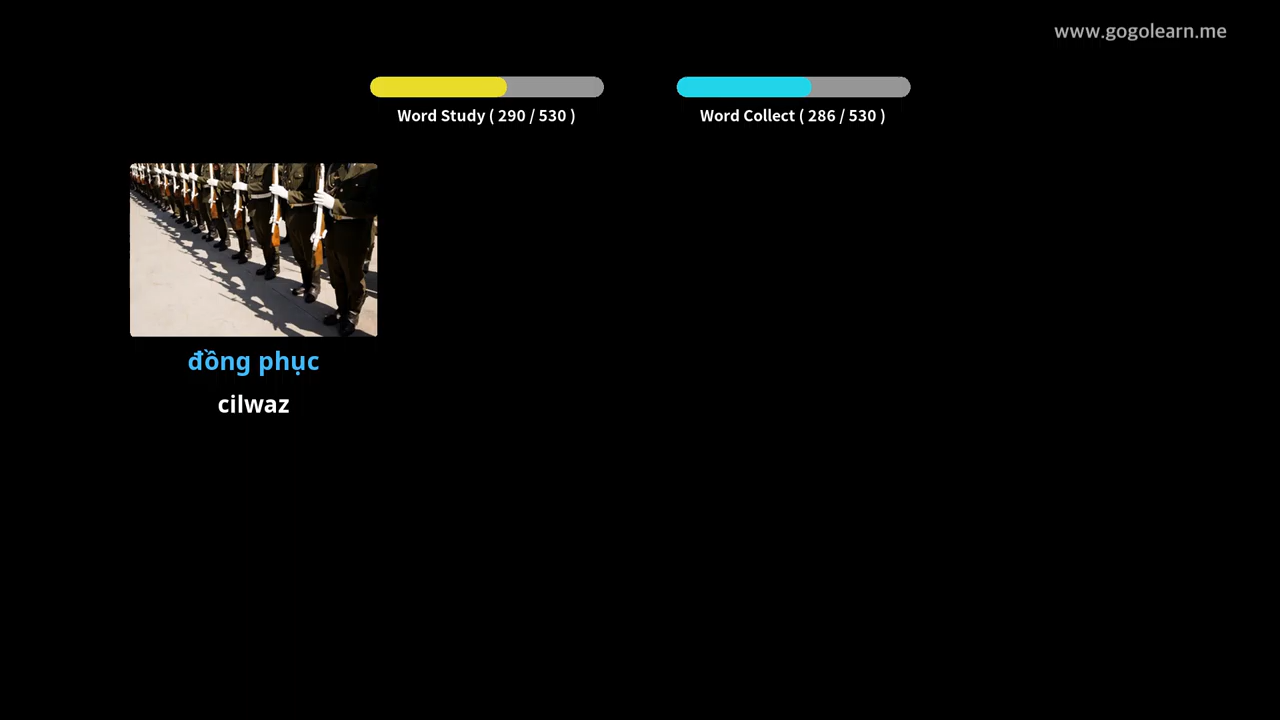 www.gogolearn.me
Word Study ( 290 / 530 )
Word Collect ( 286 / 530 )
đồng phục
cilwaz